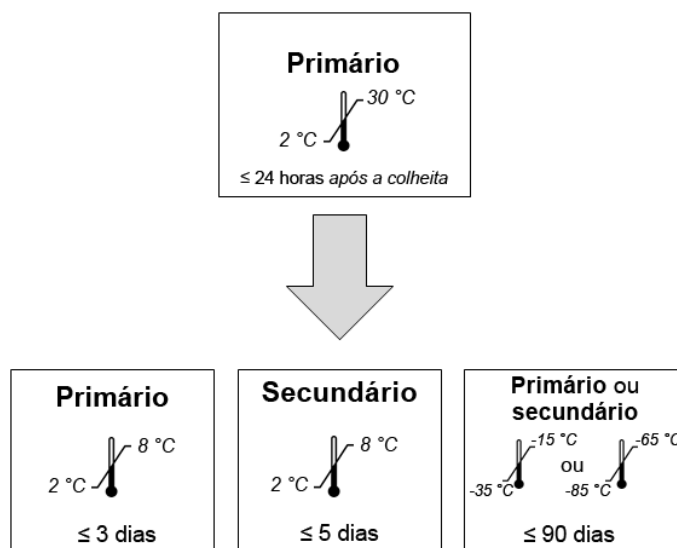 Primário
30 °C
2 °C
≤ 24 horas após a colheita
Primário
8 °C
2 °C
≤ 3 dias
Secundário
8 °C
2 °C
≤ 5 dias
Primário ou
secundário
-15 °C
-35 °C
ou
-65 °C
-85 °C
≤ 90 dias